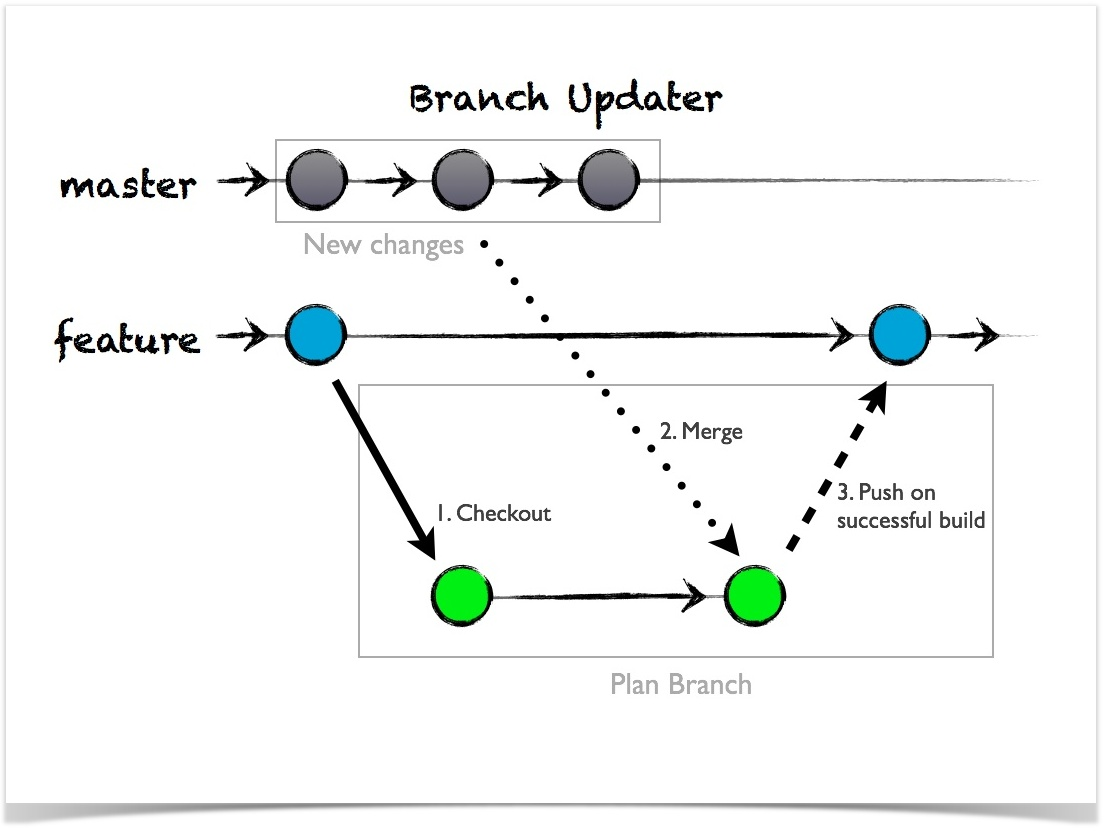 Branch Updater
master
New changes
feature
2. Merge
3. Push on
successful build
1. Checkout
Plan Branch